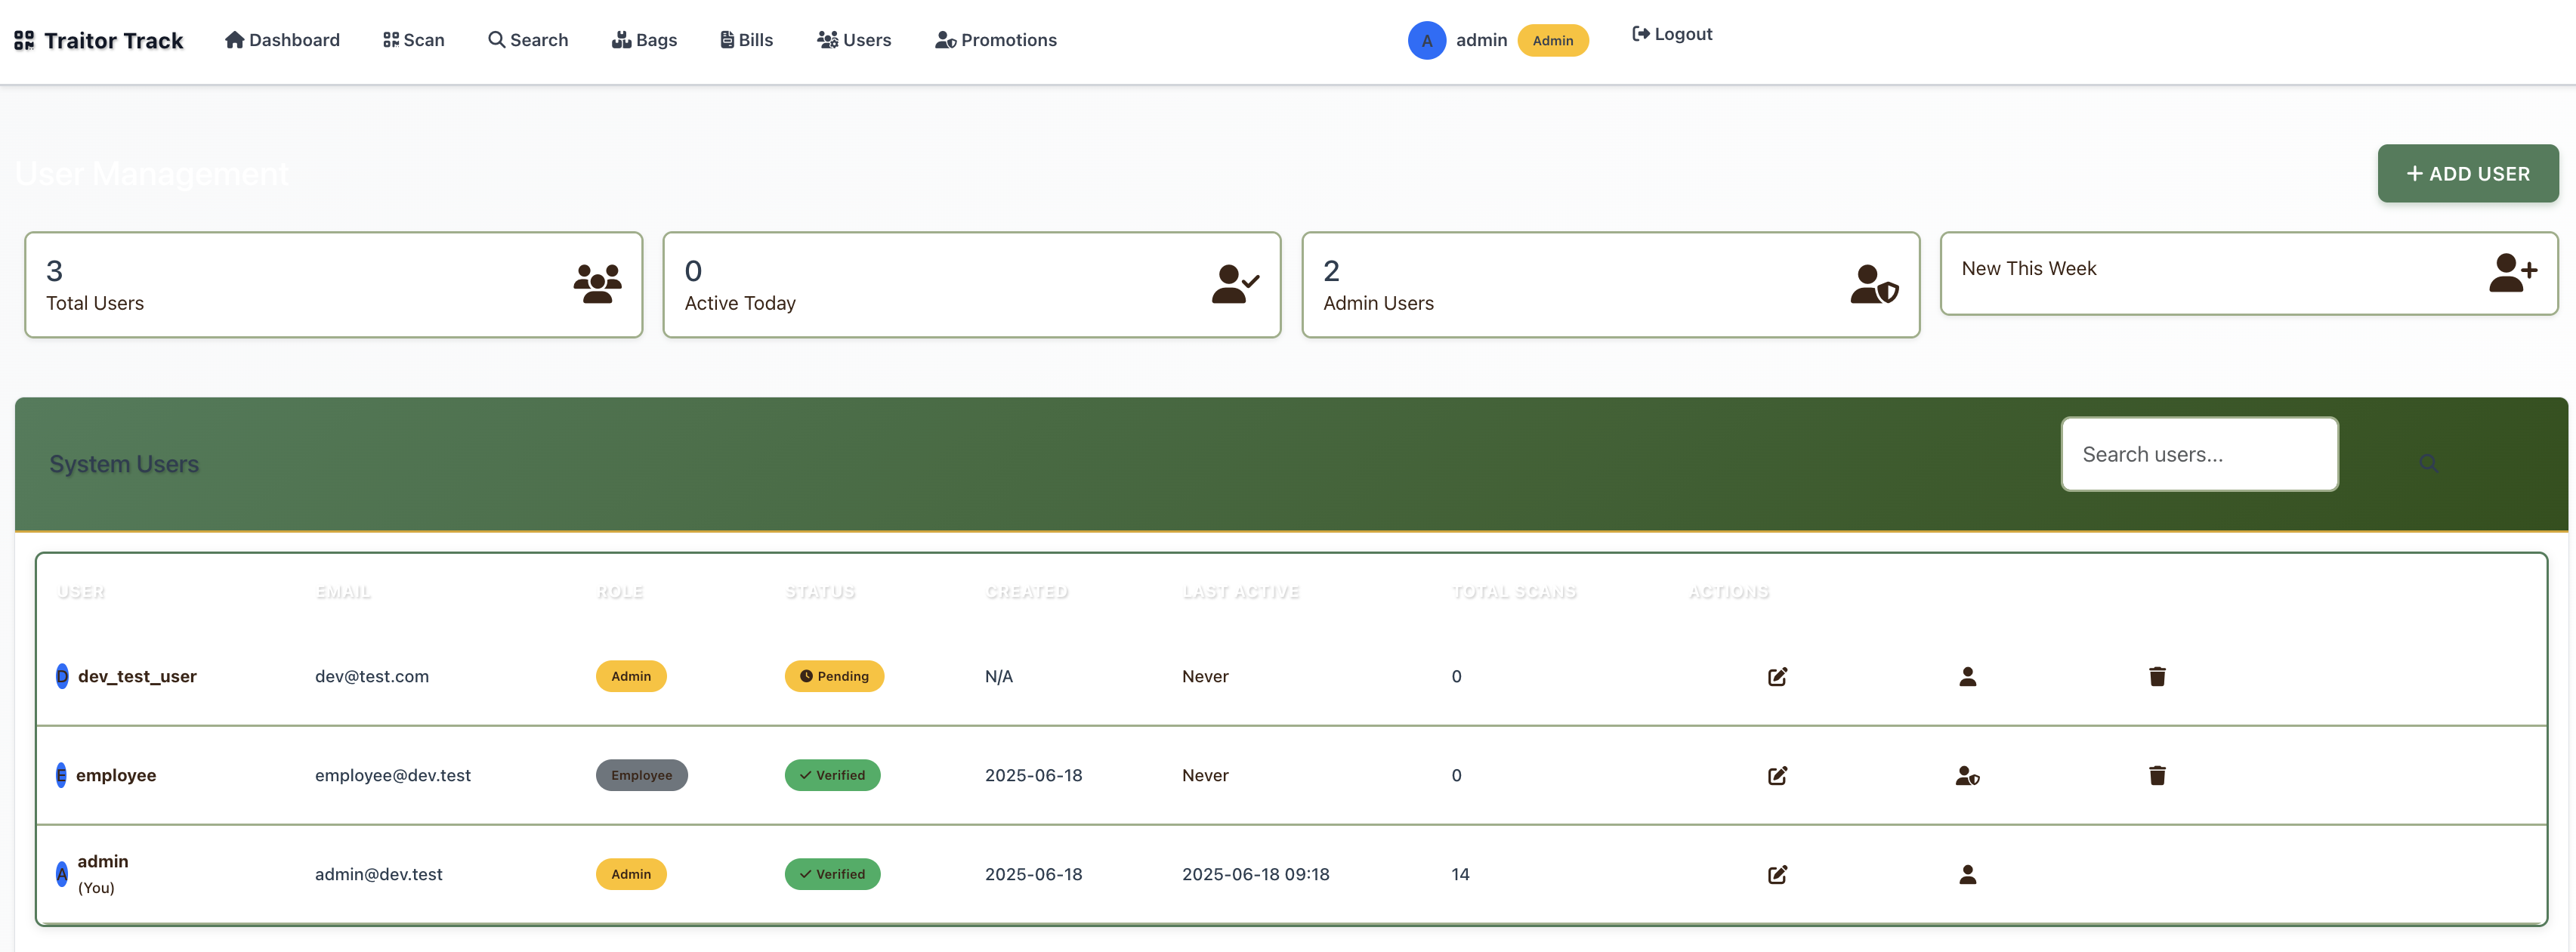 Traitor Track Dashboard Scan Search Bags Bills Users Promotions A admin Admin Logout
User Management + ADD USER
3
Total Users
0
Active Today
2
Admin Users
New This Week
System Users Search users...
USER EMAIL ROLE STATUS CREATED LAST ACTIVE TOTAL SCANS ACTIONS
D dev_test_user dev@test.com Admin Pending N/A Never 0
E employee employee@dev.test Employee Verified 2025-06-18 Never 0
A admin (You) admin@dev.test Admin Verified 2025-06-18 2025-06-18 09:18 14